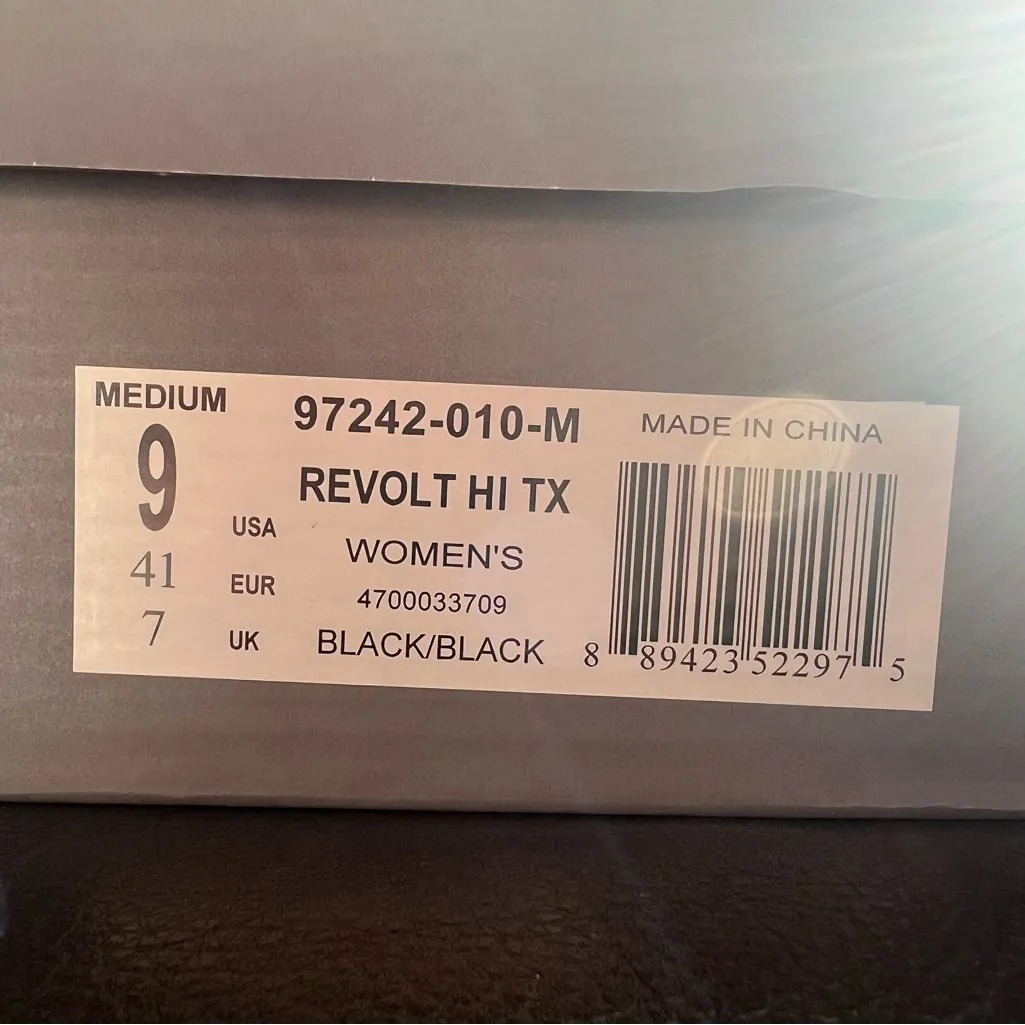 MEDIUM
9 USA
41 EUR
7 UK
97242-010-M
REVOLT HI TX
WOMEN'S
4700033709
BLACK/BLACK
MADE IN CHINA
8 89423 52297 5